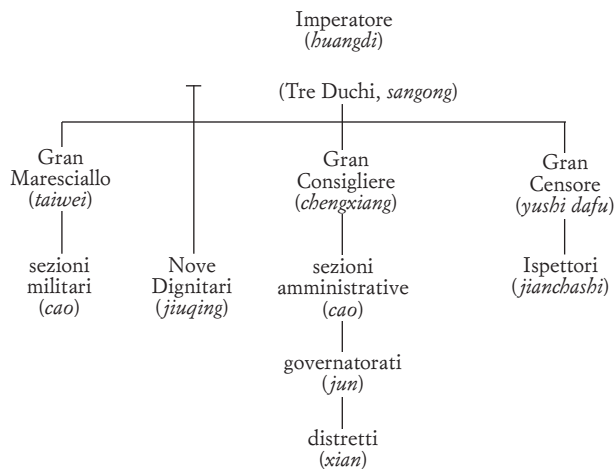 Imperatore
(huangdi)
(Tre Duchi, sangong)
Gran
Maresciallo
(taiwei)
Gran
Consigliere
(chengxiang)
Gran
Censore
(yushi dafu)
sezioni
militari
(cao)
Nove
Dignitari
(jiuqing)
sezioni
amministrative
(cao)
Ispettori
(jianchashi)
governatorati
(jun)
distretti
(xian)